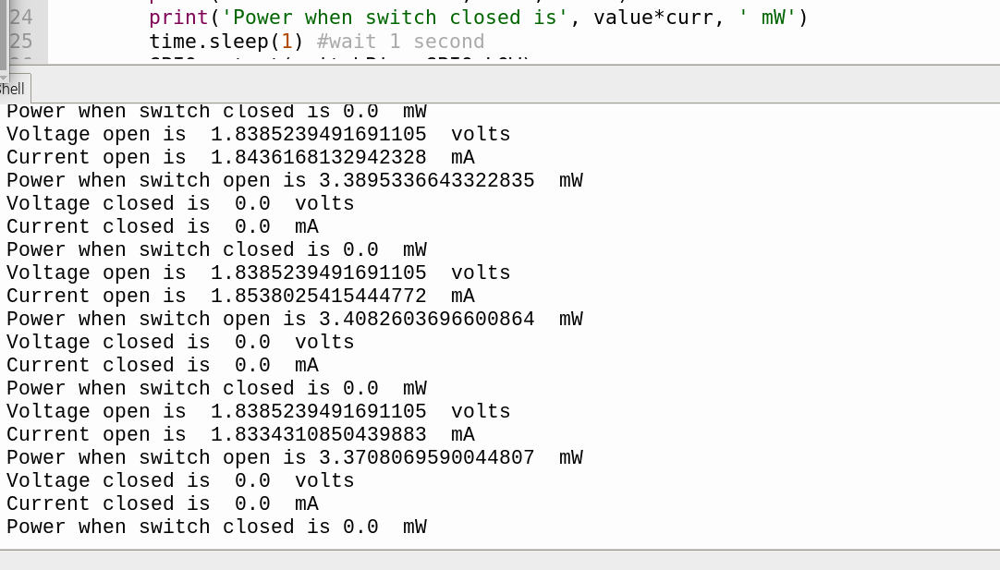 24 print('Power when switch closed is', value*curr, ' mW')
25 time.sleep(1) #wait 1 second
Shell
Power when switch closed is 0.0  mW
Voltage open is  1.8385239491691105  volts
Current open is  1.8436168132942328  mA
Power when switch open is 3.3895336643322835  mW
Voltage closed is  0.0  volts
Current closed is  0.0  mA
Power when switch closed is 0.0  mW
Voltage open is  1.8385239491691105  volts
Current open is  1.8538025415444772  mA
Power when switch open is 3.4082603696600864  mW
Voltage closed is  0.0  volts
Current closed is  0.0  mA
Power when switch closed is 0.0  mW
Voltage open is  1.8385239491691105  volts
Current open is  1.8334310850439883  mA
Power when switch open is 3.3708069590044807  mW
Voltage closed is  0.0  volts
Current closed is  0.0  mA
Power when switch closed is 0.0  mW